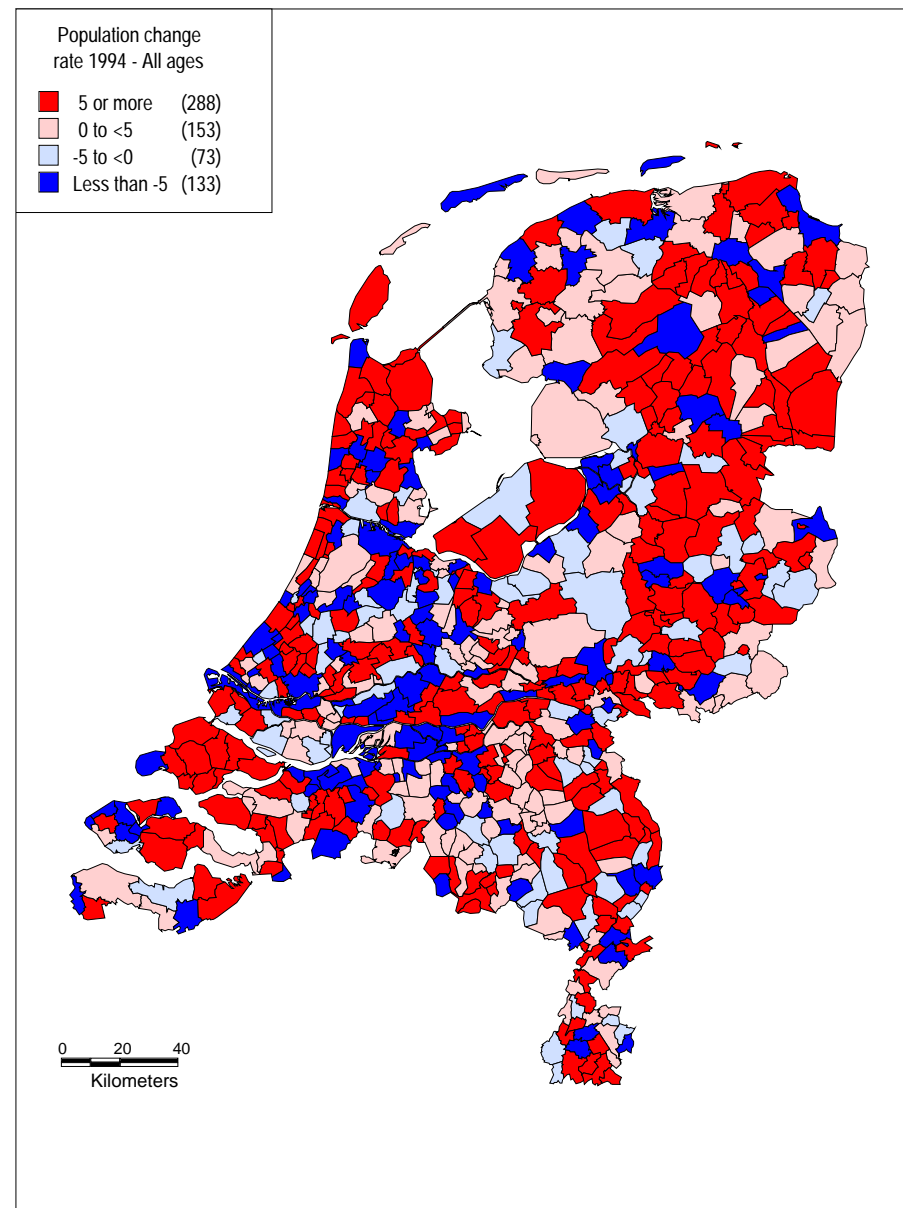 Population change
rate 1994 - All ages
5 or more (288)
0 to <5 (153)
-5 to <0 (73)
Less than -5 (133)
0 20 40
Kilometers